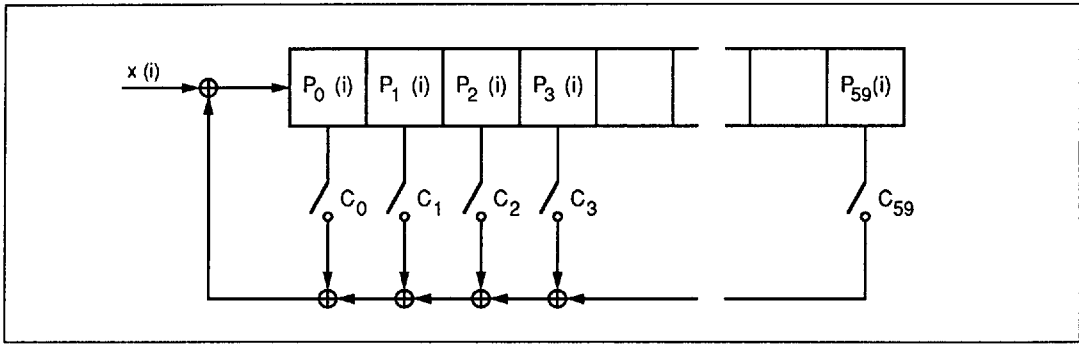 x (i)
P₀ (i) P₁ (i) P₂ (i) P₃ (i) P₅₉(i)
C₀ C₁ C₂ C₃ C₅₉